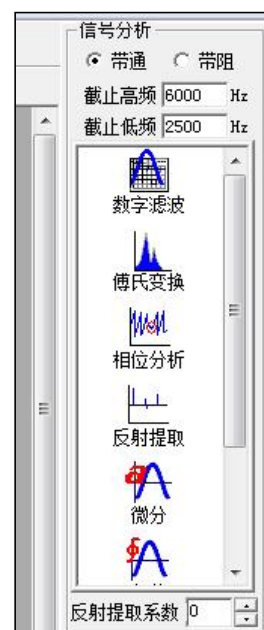 信号分析
带通 带阻
截止高频 6000 Hz
截止低频 2500 Hz
数字滤波
傅氏变换
相位分析
反射提取
微分
反射提取系数 0